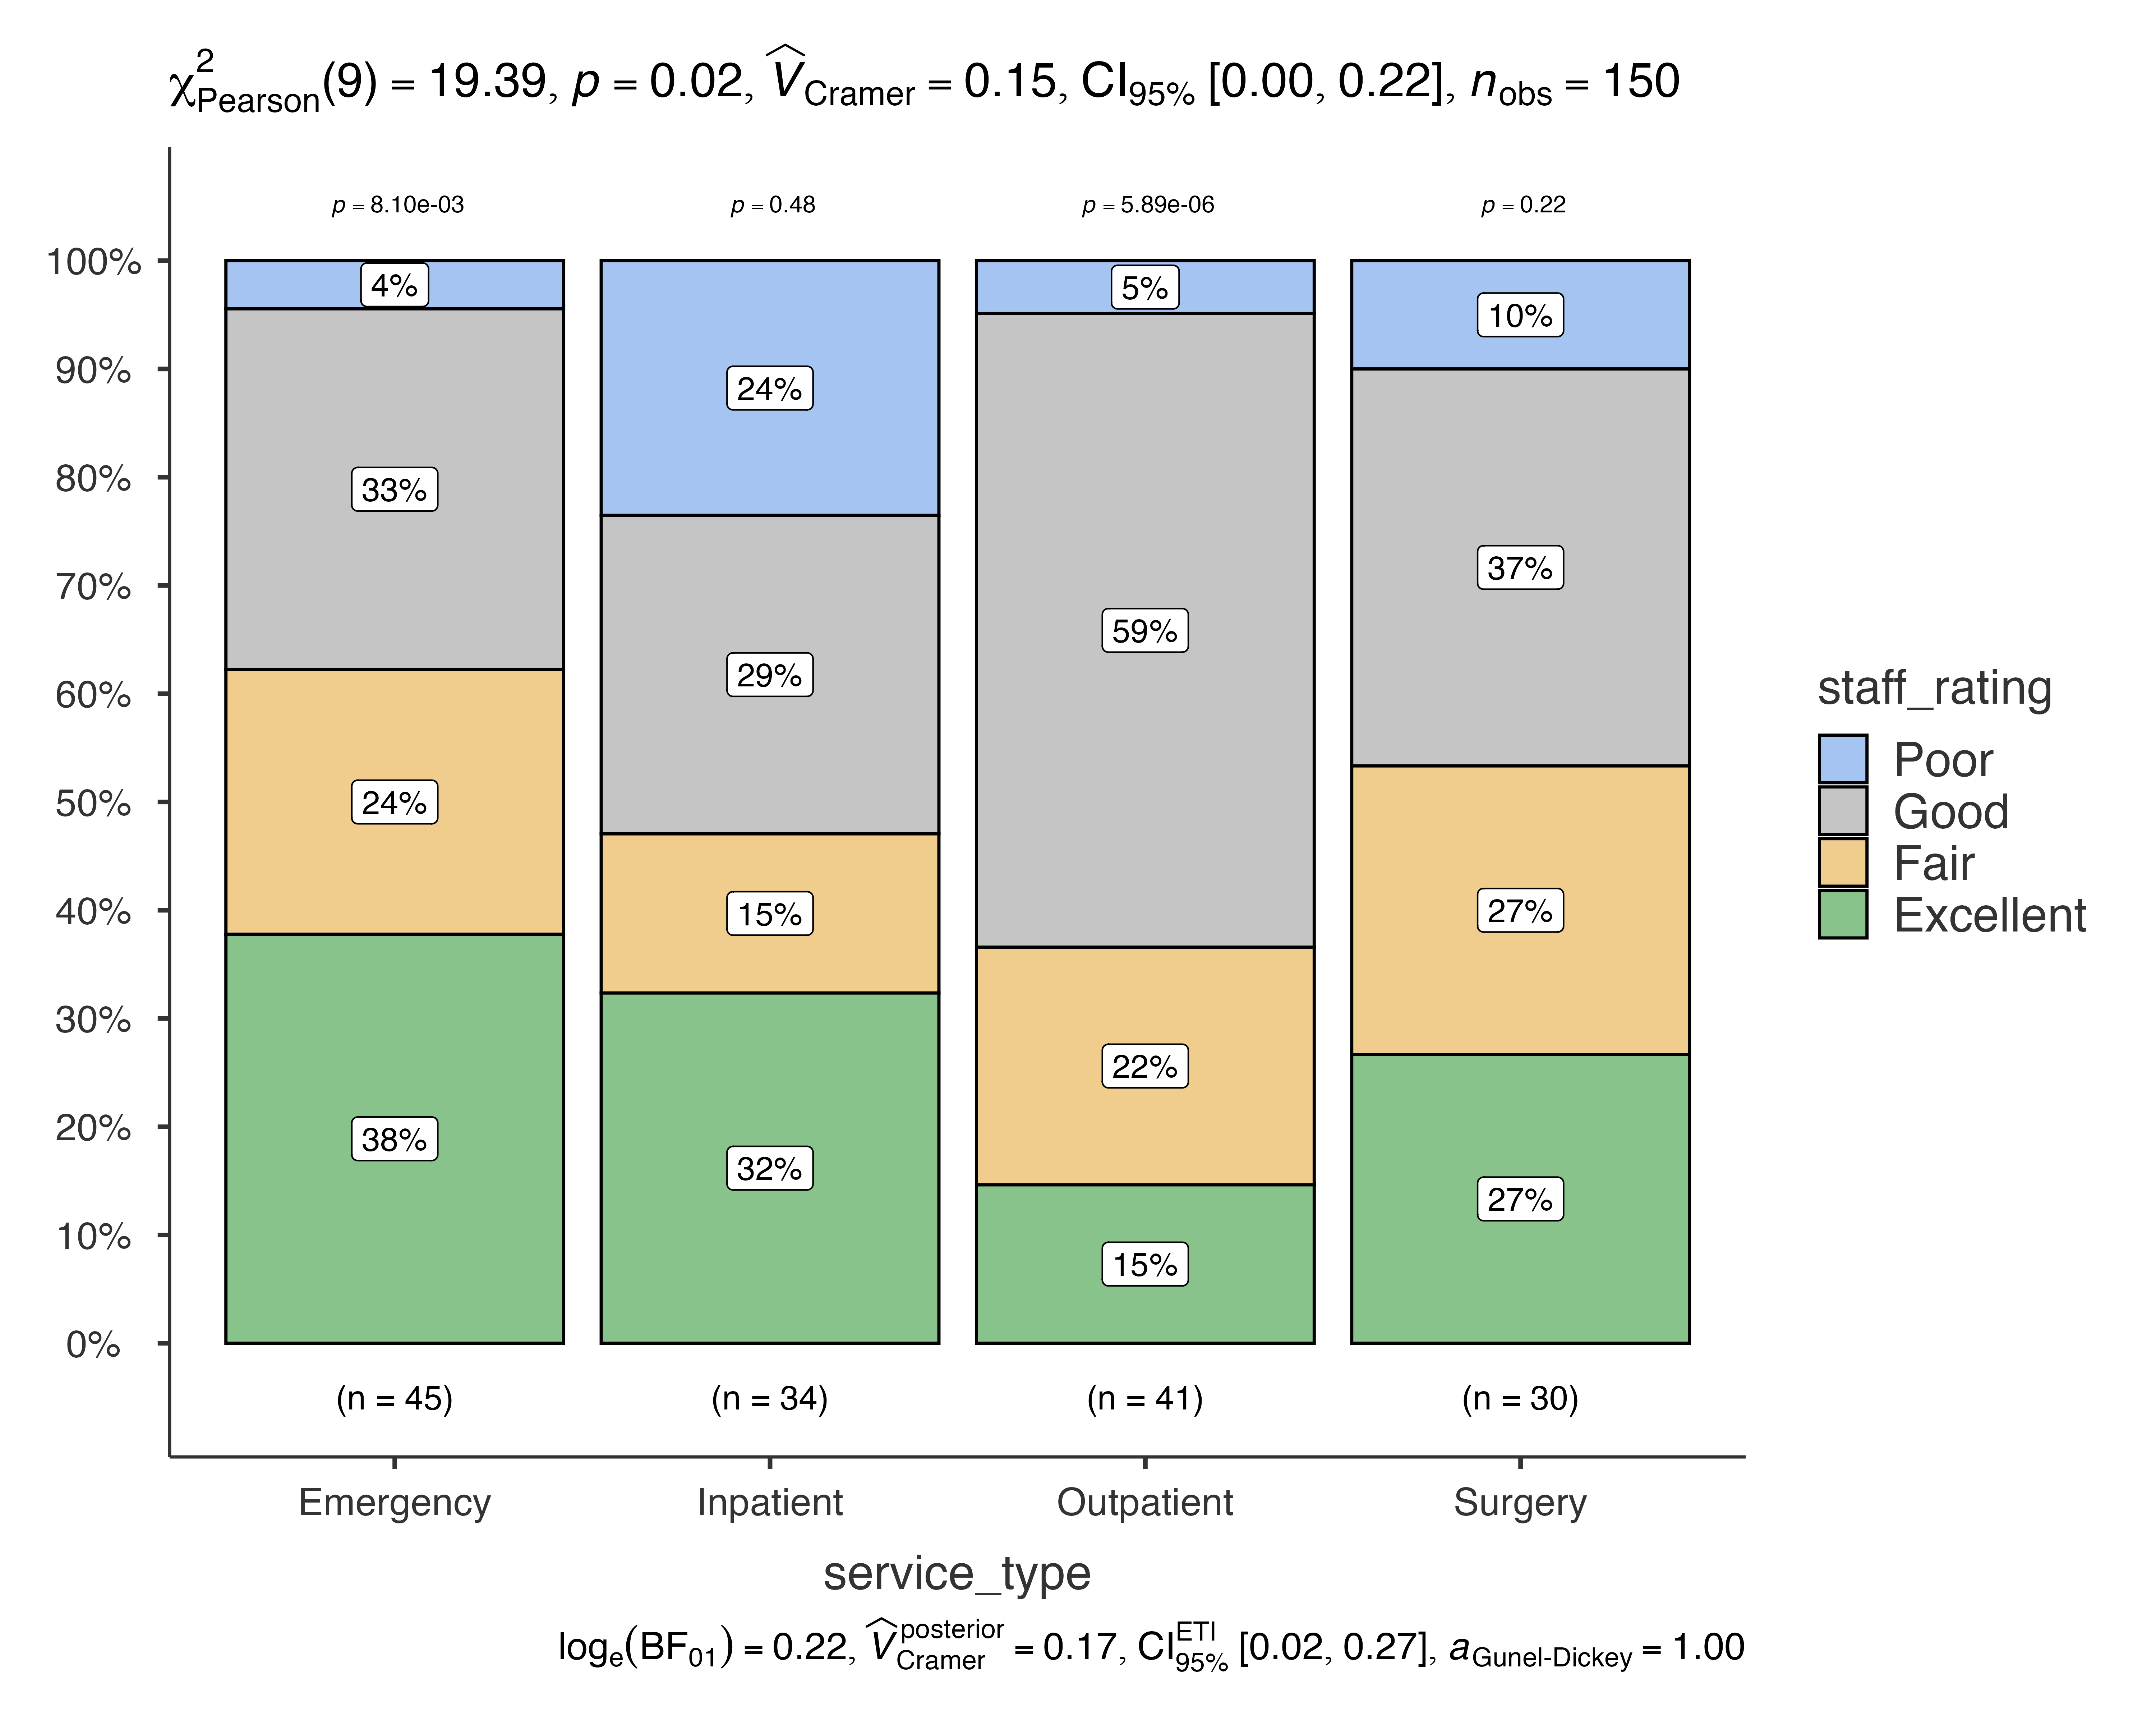 χ²Pearson(9) = 19.39, p = 0.02, V̂Cramer = 0.15, CI95% [0.00, 0.22], nobs = 150
p = 8.10e-03 p = 0.48 p = 5.89e-06 p = 0.22
100%
90%
80%
70%
60%
50%
40%
30%
20%
10%
0%
4%
33%
24%
38%
24%
29%
15%
32%
5%
59%
22%
15%
10%
37%
27%
27%
(n = 45) (n = 34) (n = 41) (n = 30)
Emergency Inpatient Outpatient Surgery
service_type
staff_rating
Poor
Good
Fair
Excellent
loge(BF01) = 0.22, V̂Cramer posterior = 0.17, CI95% ETI [0.02, 0.27], aGunel-Dickey = 1.00